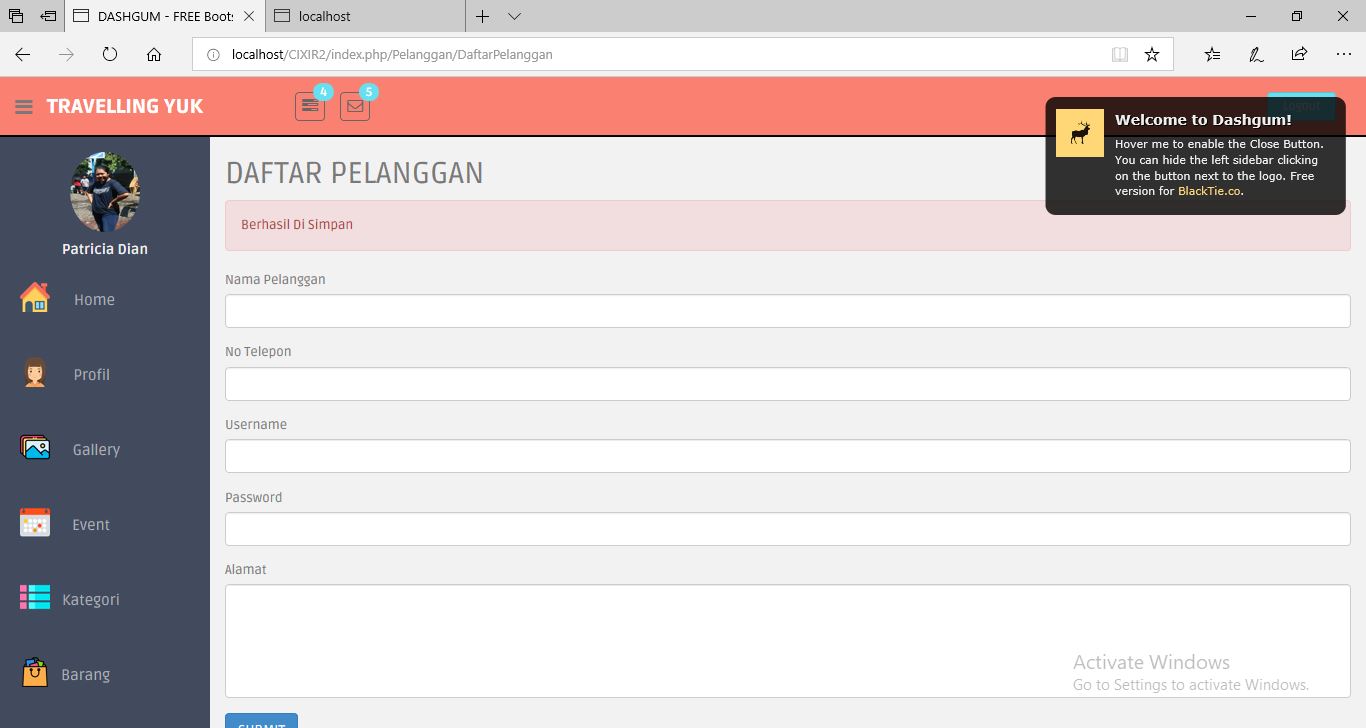 DASHGUM - FREE Boots
localhost
localhost/CIXIR2/index.php/Pelanggan/DaftarPelanggan
TRAVELLING YUK
4
5
Logout
Welcome to Dashgum!
Hover me to enable the Close Button.
You can hide the left sidebar clicking
on the button next to the logo. Free
version for BlackTie.co.
Patricia Dian
Home
Profil
Gallery
Event
Kategori
Barang
DAFTAR PELANGGAN
Berhasil Di Simpan
Nama Pelanggan
No Telepon
Username
Password
Alamat
SUBMIT
Activate Windows
Go to Settings to activate Windows.